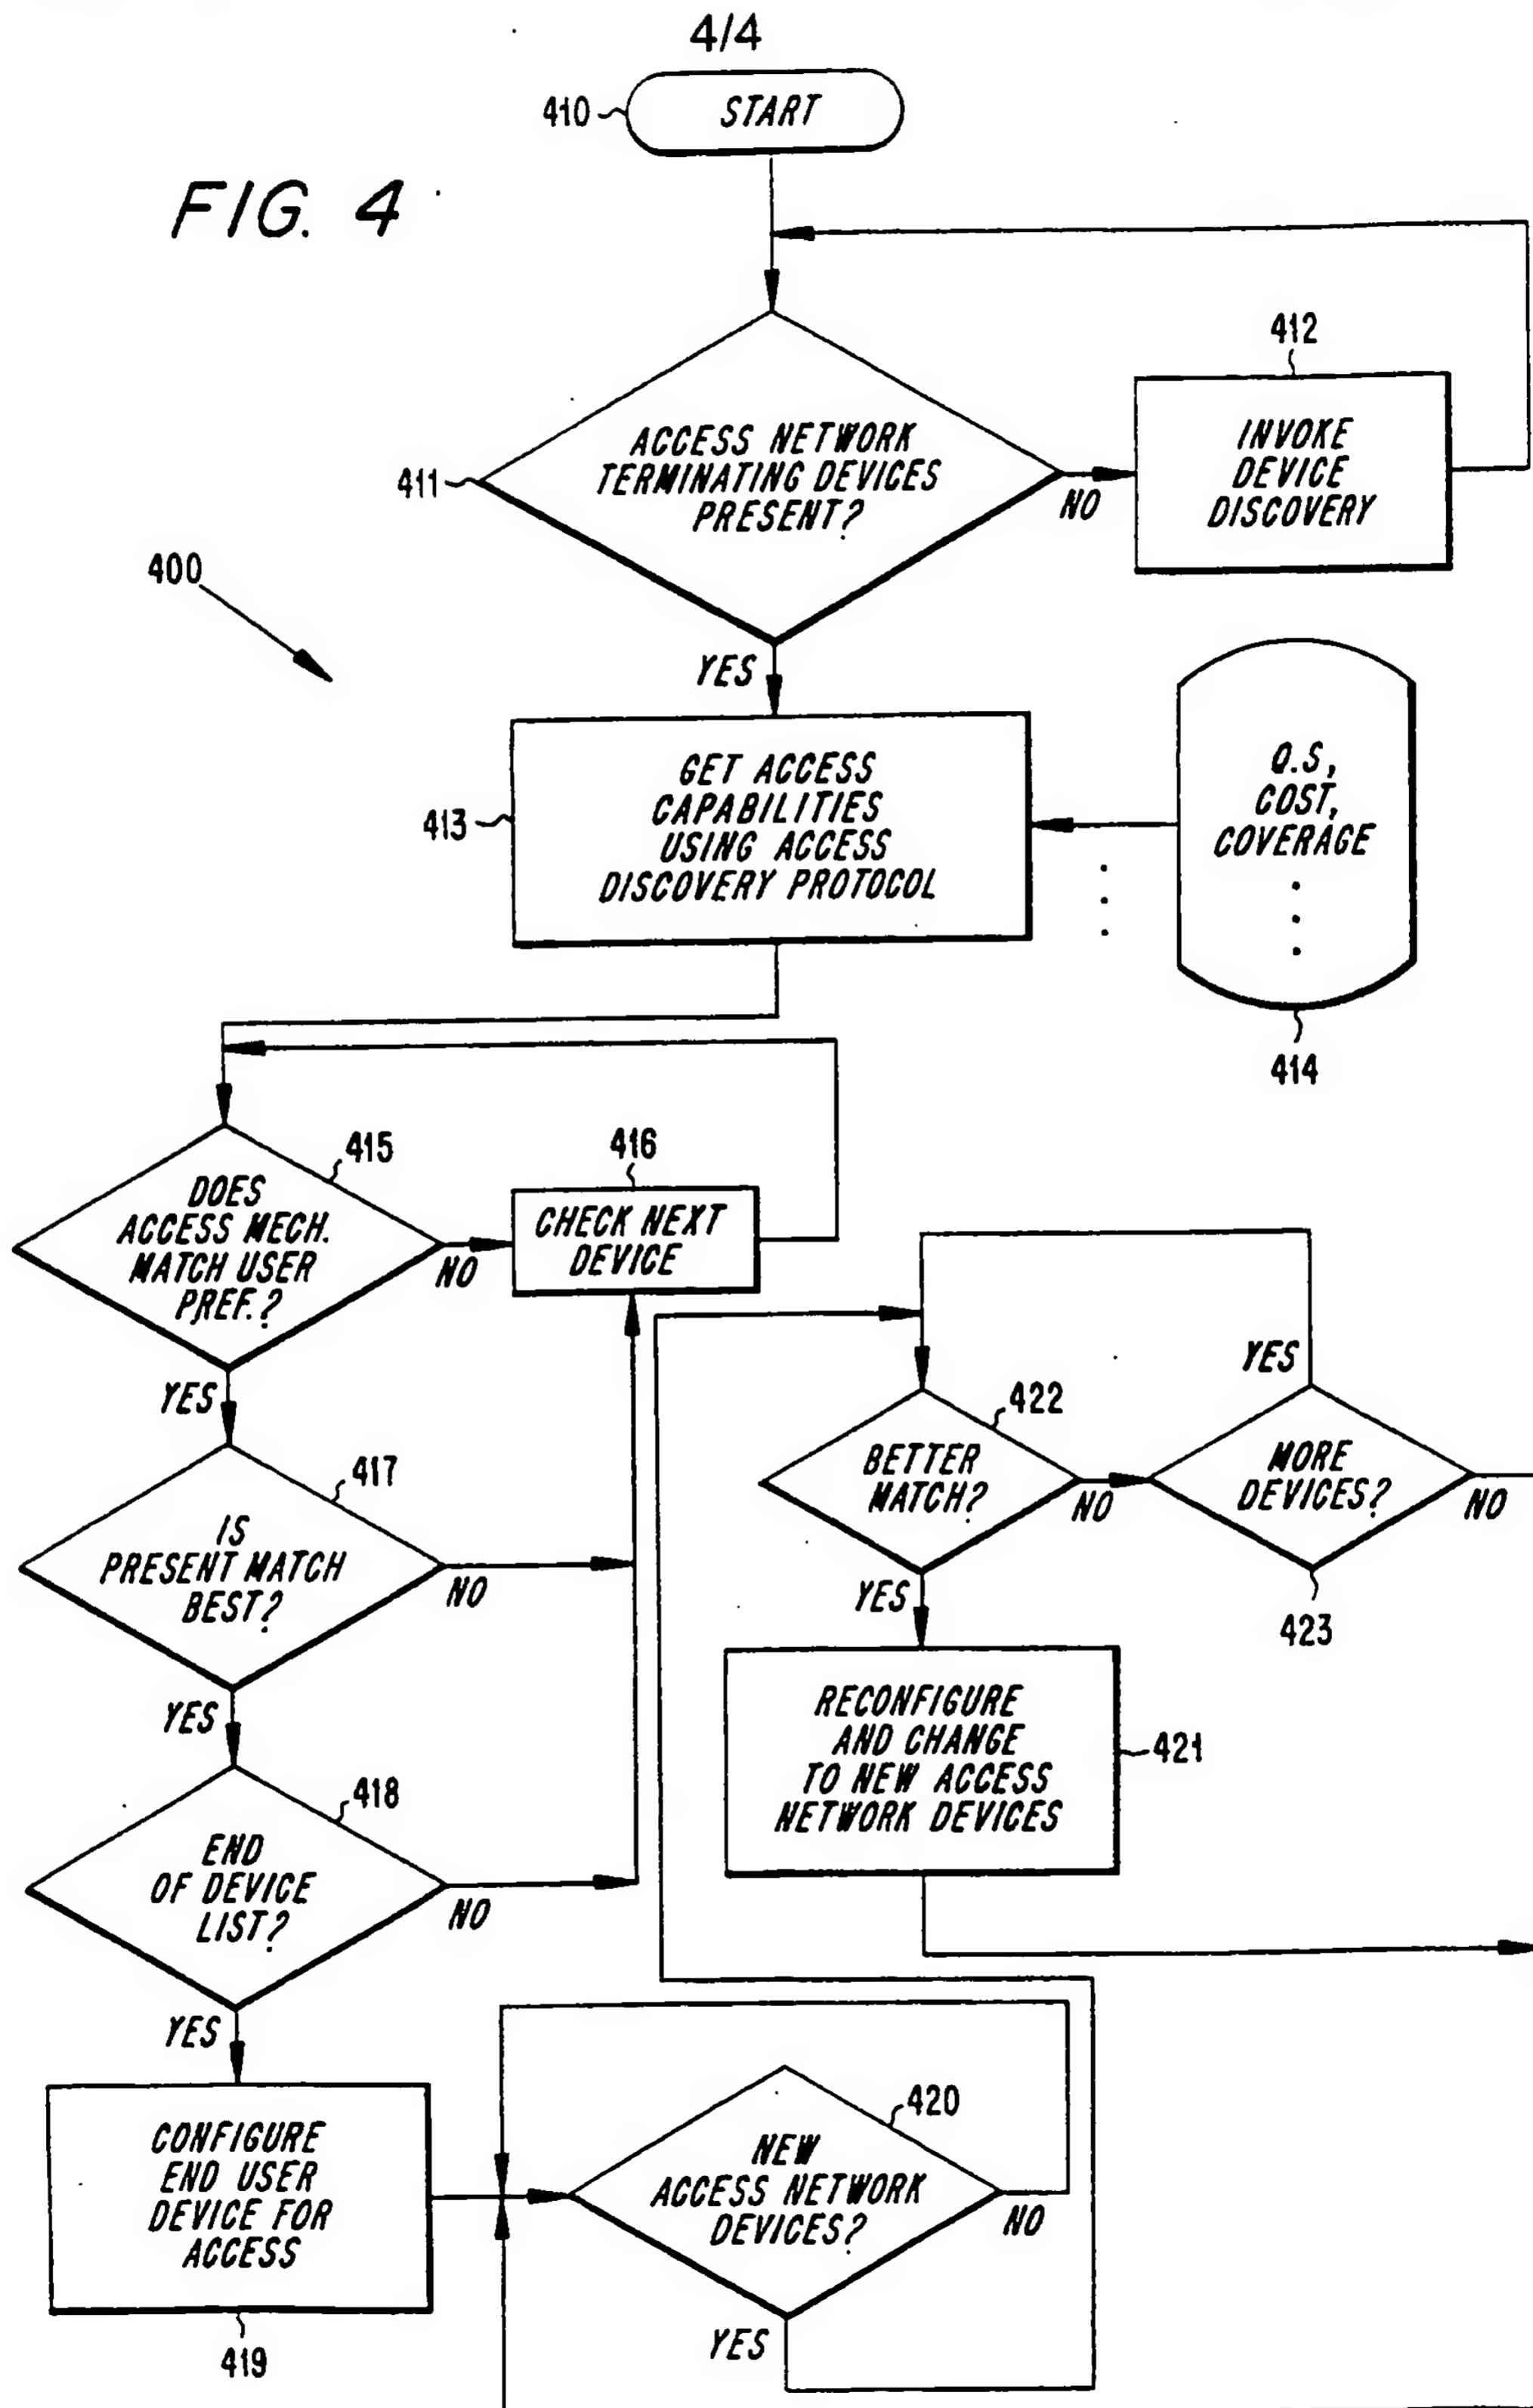 4/4
410
START
FIG. 4
412
INVOKE
DEVICE
DISCOVERY
411
ACCESS NETWORK
TERMINATING DEVICES
PRESENT?
NO
400
YES
413
GET ACCESS
CAPABILITIES
USING ACCESS
DISCOVERY PROTOCOL
Q.S,
COST,
COVERAGE
414
415
DOES
ACCESS MECH.
MATCH USER
PREF.?
NO
416
CHECK NEXT
DEVICE
YES
417
IS
PRESENT MATCH
BEST?
NO
YES
418
END
OF DEVICE
LIST?
NO
YES
422
BETTER
MATCH?
NO
YES
MORE
DEVICES?
NO
423
YES
RECONFIGURE
AND CHANGE
TO NEW ACCESS
NETWORK DEVICES
421
CONFIGURE
END USER
DEVICE FOR
ACCESS
419
420
NEW
ACCESS NETWORK
DEVICES?
NO
YES